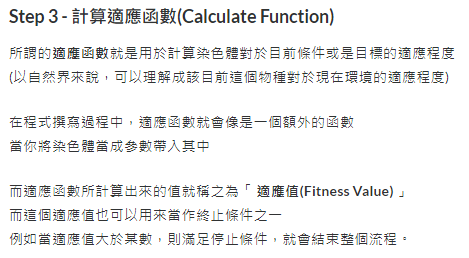 Step 3 - 計算適應函數(Calculate Function)
所謂的適應函數就是用於計算染色體對於目前條件或是目標的適應程度
(以自然界來說，可以理解成該目前這個物種對於現在環境的適應程度)
在程式撰寫過程中，適應函數就會像是一個額外的函數
當你將染色體當成參數帶入其中
而適應函數所計算出來的值就稱之為「 適應值(Fitness Value) 」
而這個適應值也可以用來當作終止條件之一
例如當適應值大於某數，則滿足停止條件，就會結束整個流程。